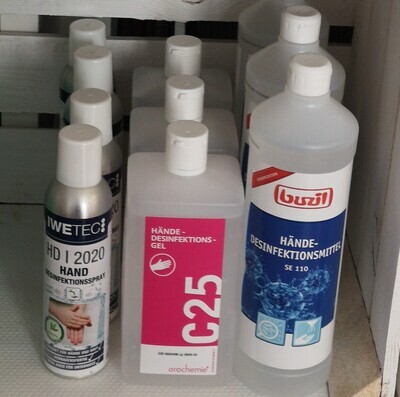 IWETEC
HD | 2020
HAND
DESINFEKTIONSSPRAY
HÄNDE-
-DESINFEKTIONS-
GEL
C25
orochemie
buzil
HÄNDE-
DESINFEKTIONSMITTEL
SE 110